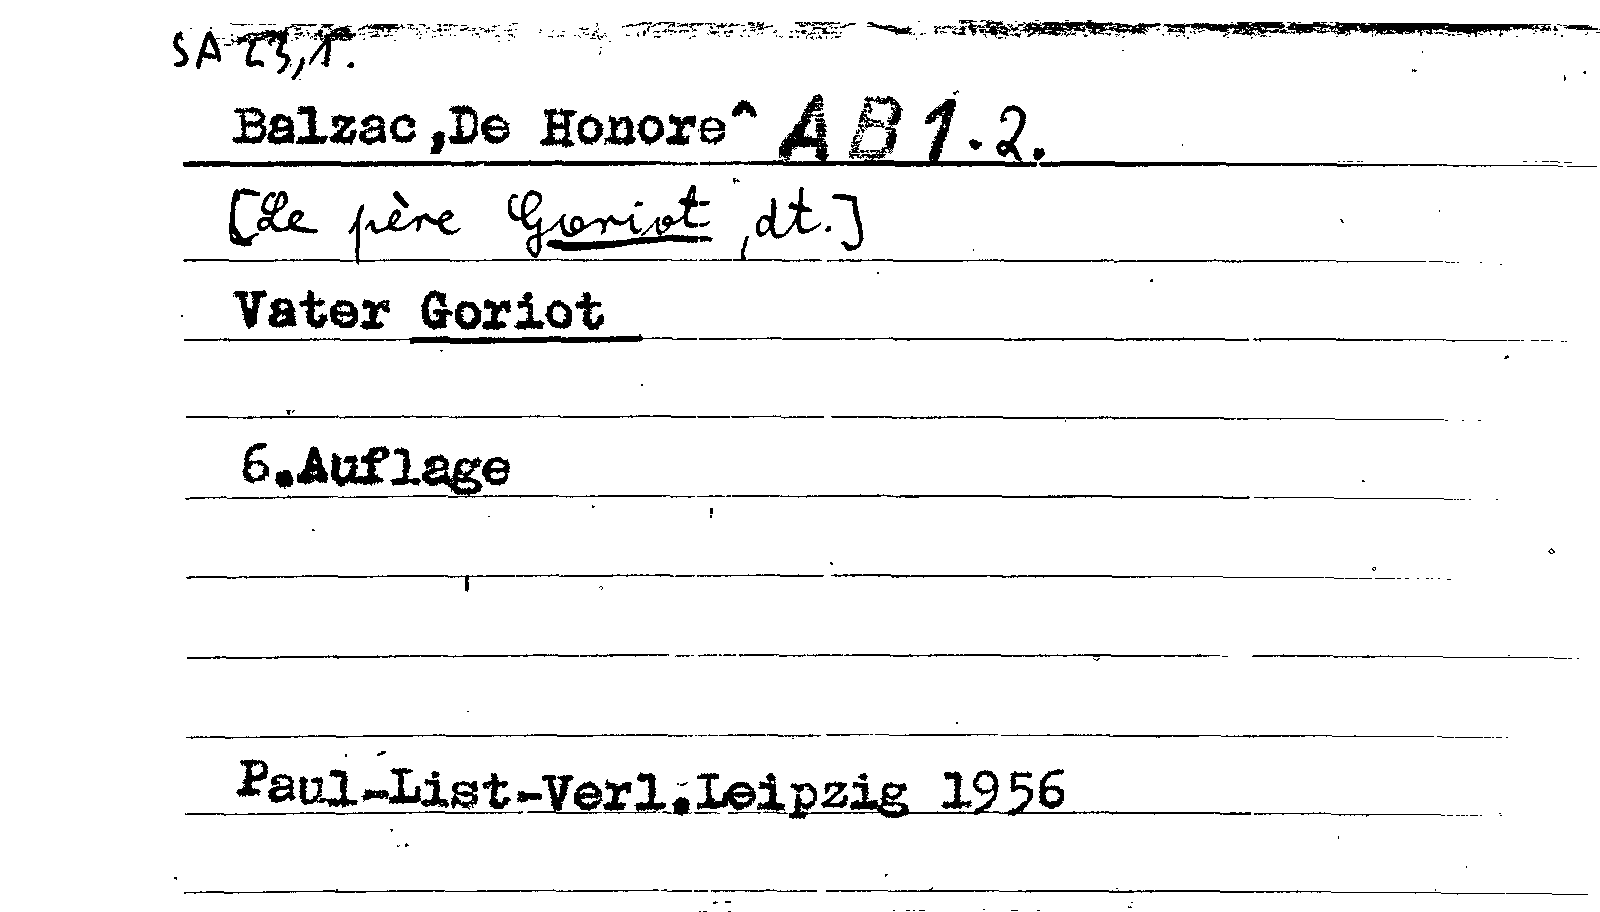 SA 23,1.
Balzac,De Honore^ AB 1.2.
[Le père Goriot, dt.]
Vater Goriot
6.Auflage
Paul-List-Verl.Leipzig 1956